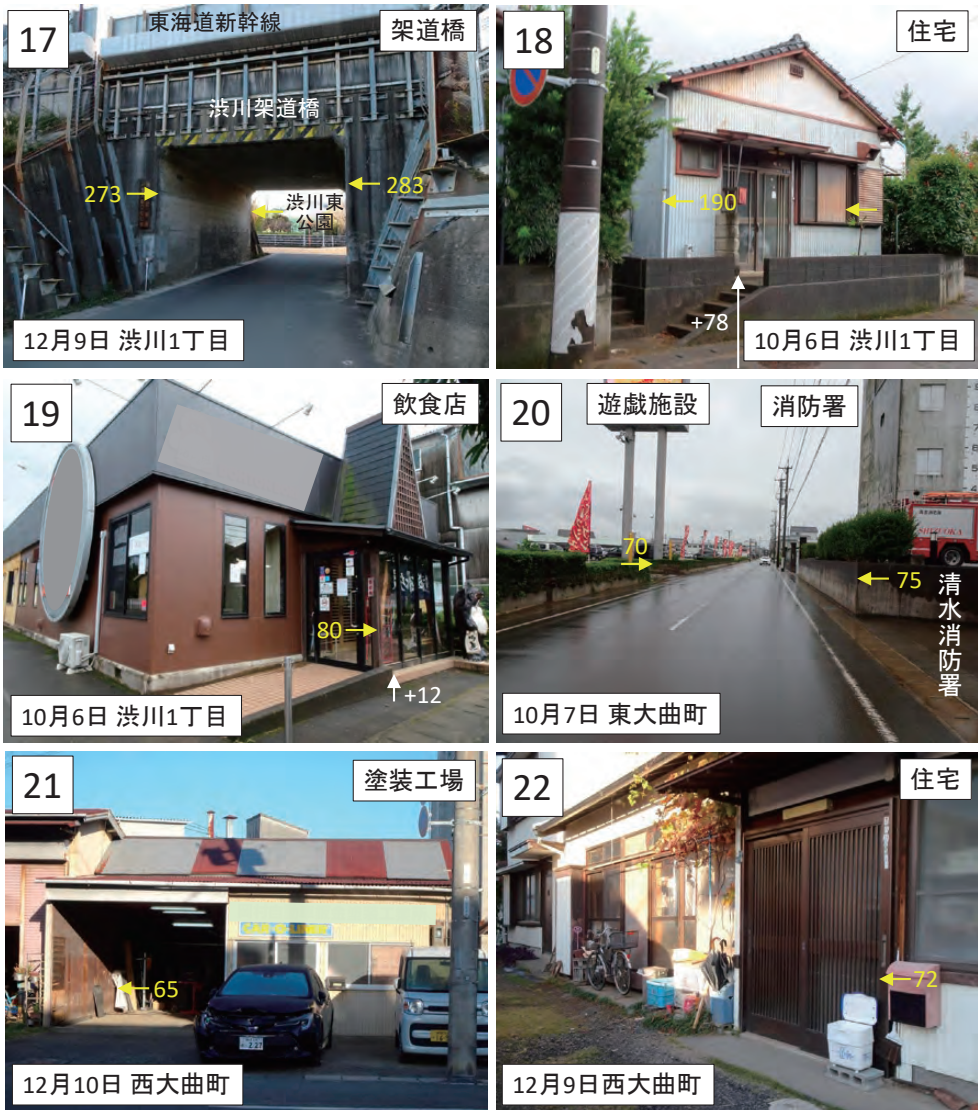 17
東海道新幹線
架道橋
渋川架道橋
273
283
渋川東
公園
12月9日 渋川1丁目
18
住宅
190
+78
10月6日 渋川1丁目
19
飲食店
80
+12
10月6日 渋川1丁目
20
遊戯施設
消防署
70
75
SHIZUOKA
清水消防署
10月7日 東大曲町
21
塗装工場
65
12月10日 西大曲町
22
住宅
72
12月9日西大曲町